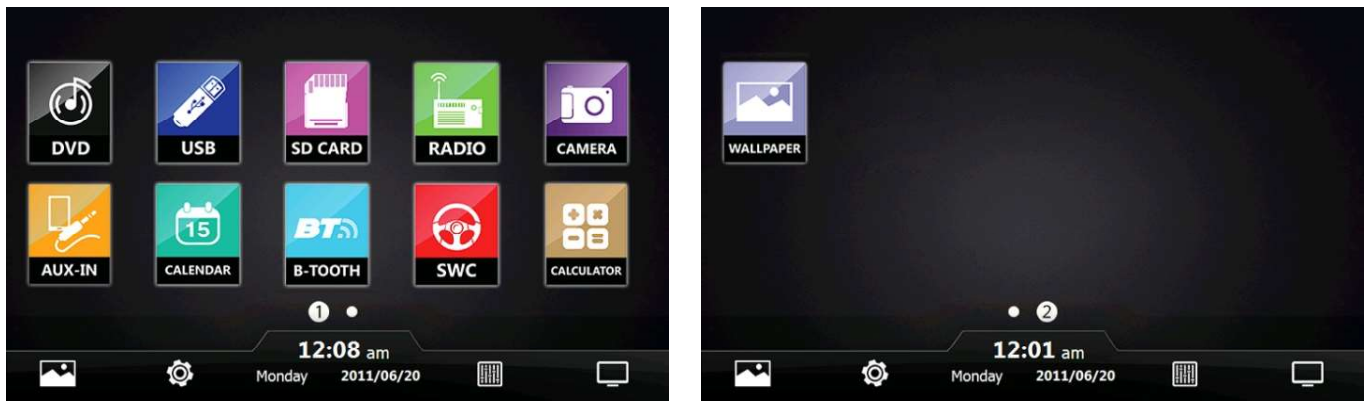 DVD
USB
SD CARD
RADIO
CAMERA
AUX-IN
15
CALENDAR
BT
B-TOOTH
SWC
CALCULATOR
1
12:08 am
Monday 2011/06/20
WALLPAPER
2
12:01 am
Monday 2011/06/20